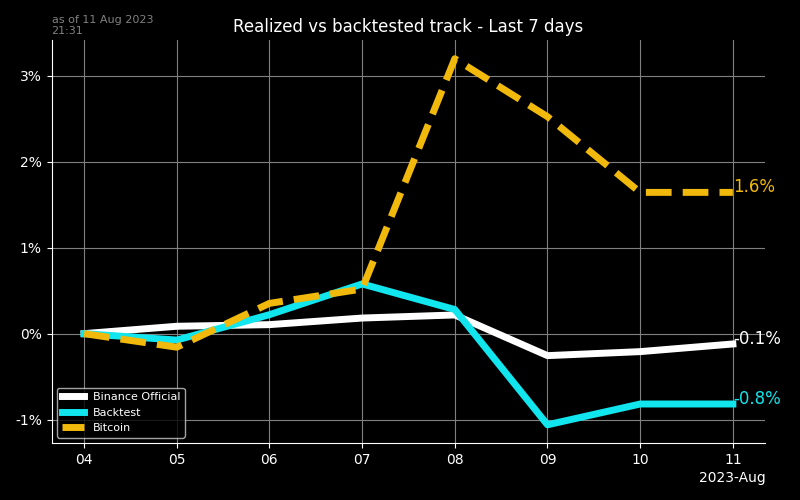 as of 11 Aug 2023
21:31
Realized vs backtested track - Last 7 days
3%
2%
1%
0%
-1%
1.6%
-0.1%
-0.8%
Binance Official
Backtest
Bitcoin
04 05 06 07 08 09 10 11
2023-Aug